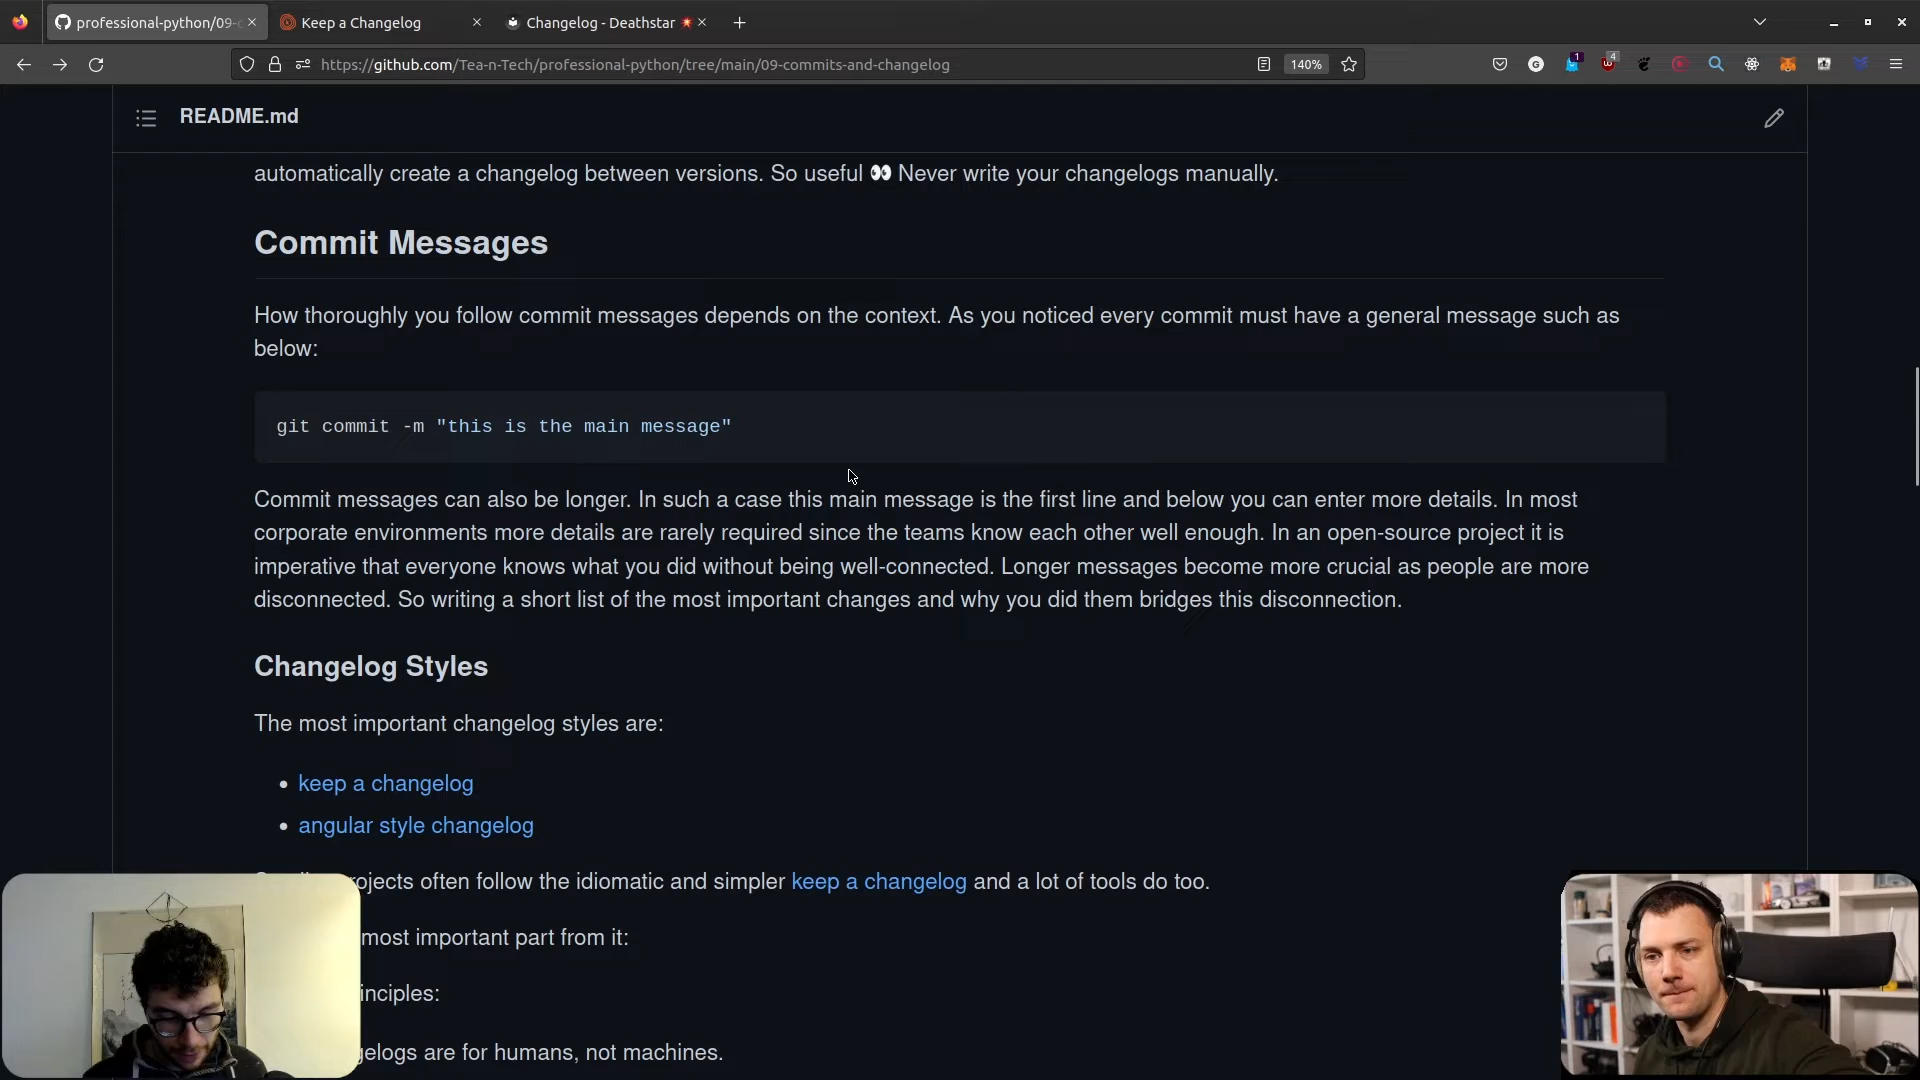 professional-python/09-c
Keep a Changelog
Changelog - Deathstar 💥
https://github.com/Tea-n-Tech/professional-python/tree/main/09-commits-and-changelog
140%
1
4
README.md
automatically create a changelog between versions. So useful 👀 Never write your changelogs manually.
Commit Messages
How thoroughly you follow commit messages depends on the context. As you noticed every commit must have a general message such as
below:
git commit -m "this is the main message"
Commit messages can also be longer. In such a case this main message is the first line and below you can enter more details. In most
corporate environments more details are rarely required since the teams know each other well enough. In an open-source project it is
imperative that everyone knows what you did without being well-connected. Longer messages become more crucial as people are more
disconnected. So writing a short list of the most important changes and why you did them bridges this disconnection.
Changelog Styles
The most important changelog styles are:
• keep a changelog
• angular style changelog
ojects often follow the idiomatic and simpler keep a changelog and a lot of tools do too.
most important part from it:
inciples:
gelogs are for humans, not machines.